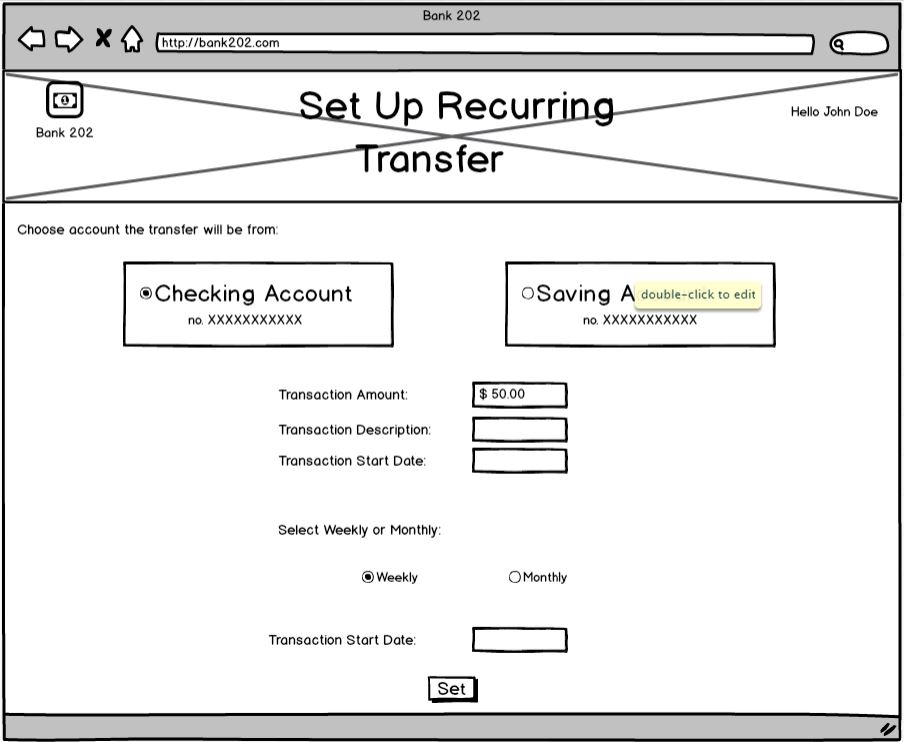 Bank 202
http://bank202.com
Set Up Recurring
Transfer
Bank 202
Hello John Doe
Choose account the transfer will be from:
Checking Account
no. XXXXXXXXXXX
Saving A
double-click to edit
no. XXXXXXXXXXX
Transaction Amount:
$ 50.00
Transaction Description:
Transaction Start Date:
Select Weekly or Monthly:
Weekly
Monthly
Transaction Start Date:
Set